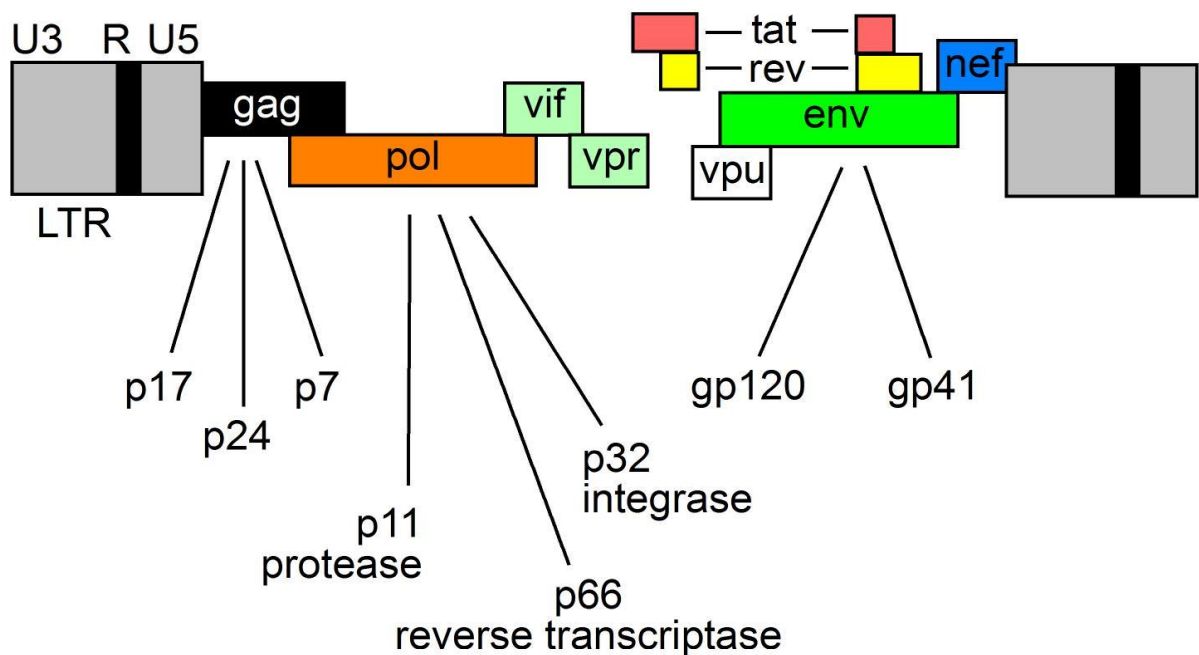 U3 R U5
LTR
gag
pol
vif
vpr
tat
rev
vpu
env
nef
p17
p24
p7
p11
protease
p66
reverse transcriptase
p32
integrase
gp120
gp41